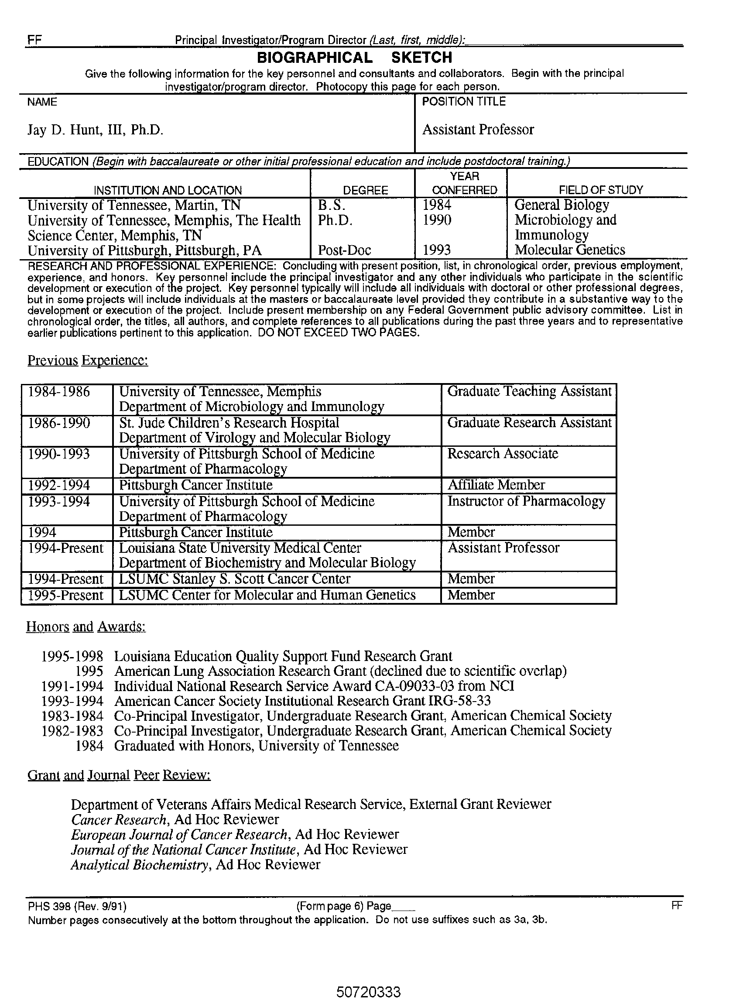 FF Principal Investigator/Program Director (Last, first, middle):
BIOGRAPHICAL SKETCH
Give the following information for the key personnel and consultants and collaborators. Begin with the principal
investigator/program director. Photocopy this page for each person.
NAME POSITION TITLE
Jay D. Hunt, III, Ph.D. Assistant Professor
EDUCATION (Begin with baccalaureate or other initial professional education and include postdoctoral training.)
INSTITUTION AND LOCATION DEGREE YEAR CONFERRED FIELD OF STUDY
University of Tennessee, Martin, TN B.S. 1984 General Biology
University of Tennessee, Memphis, The Health Ph.D. 1990 Microbiology and
Science Center, Memphis, TN Immunology
University of Pittsburgh, Pittsburgh, PA Post-Doc 1993 Molecular Genetics
RESEARCH AND PROFESSIONAL EXPERIENCE: Concluding with present position, list, in chronological order, previous employment,
experience, and honors. Key personnel include the principal investigator and any other individuals who participate in the scientific
development or execution of the project. Key personnel typically will include all individuals with doctoral or other professional degrees,
but in some projects will include individuals at the masters or baccalaureate level provided they contribute in a substantive way to the
development or execution of the project. Include present membership on any Federal Government public advisory committee. List in
chronological order, the titles, all authors, and complete references to all publications during the past three years and to representative
earlier publications pertinent to this application. DO NOT EXCEED TWO PAGES.
Previous Experience:
1984-1986 University of Tennessee, Memphis Graduate Teaching Assistant
Department of Microbiology and Immunology
1986-1990 St. Jude Children's Research Hospital Graduate Research Assistant
Department of Virology and Molecular Biology
1990-1993 University of Pittsburgh School of Medicine Research Associate
Department of Pharmacology
1992-1994 Pittsburgh Cancer Institute Affiliate Member
1993-1994 University of Pittsburgh School of Medicine Instructor of Pharmacology
Department of Pharmacology
1994 Pittsburgh Cancer Institute Member
1994-Present Louisiana State University Medical Center Assistant Professor
Department of Biochemistry and Molecular Biology
1994-Present LSUMC Stanley S. Scott Cancer Center Member
1995-Present LSUMC Center for Molecular and Human Genetics Member
Honors and Awards:
1995-1998 Louisiana Education Quality Support Fund Research Grant
1995 American Lung Association Research Grant (declined due to scientific overlap)
1991-1994 Individual National Research Service Award CA-09033-03 from NCI
1993-1994 American Cancer Society Institutional Research Grant IRG-58-33
1983-1984 Co-Principal Investigator, Undergraduate Research Grant, American Chemical Society
1982-1983 Co-Principal Investigator, Undergraduate Research Grant, American Chemical Society
1984 Graduated with Honors, University of Tennessee
Grant and Journal Peer Review:
Department of Veterans Affairs Medical Research Service, External Grant Reviewer
Cancer Research, Ad Hoc Reviewer
European Journal of Cancer Research, Ad Hoc Reviewer
Journal of the National Cancer Institute, Ad Hoc Reviewer
Analytical Biochemistry, Ad Hoc Reviewer
PHS 398 (Rev. 9/91) (Form page 6) Page____ FF
Number pages consecutively at the bottom throughout the application. Do not use suffixes such as 3a, 3b.
50720333